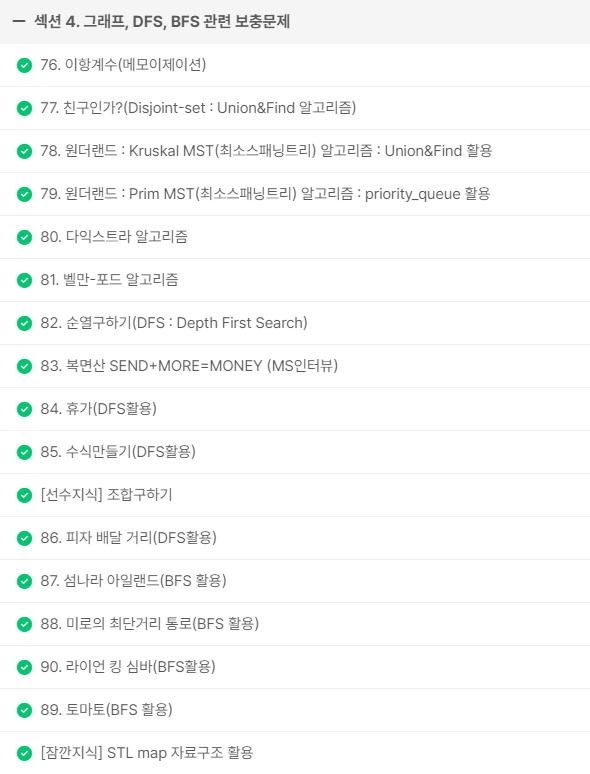 섹션 4. 그래프, DFS, BFS 관련 보충문제
76. 이항계수(메모이제이션)
77. 친구인가?(Disjoint-set : Union&Find 알고리즘)
78. 원더랜드 : Kruskal MST(최소스패닝트리) 알고리즘 : Union&Find 활용
79. 원더랜드 : Prim MST(최소스패닝트리) 알고리즘 : priority_queue 활용
80. 다익스트라 알고리즘
81. 벨만-포드 알고리즘
82. 순열구하기(DFS : Depth First Search)
83. 복면산 SEND+MORE=MONEY (MS인터뷰)
84. 휴가(DFS활용)
85. 수식만들기(DFS활용)
[선수지식] 조합구하기
86. 피자 배달 거리(DFS활용)
87. 섬나라 아일랜드(BFS 활용)
88. 미로의 최단거리 통로(BFS 활용)
90. 라이언 킹 심바(BFS활용)
89. 토마토(BFS 활용)
[잠깐지식] STL map 자료구조 활용